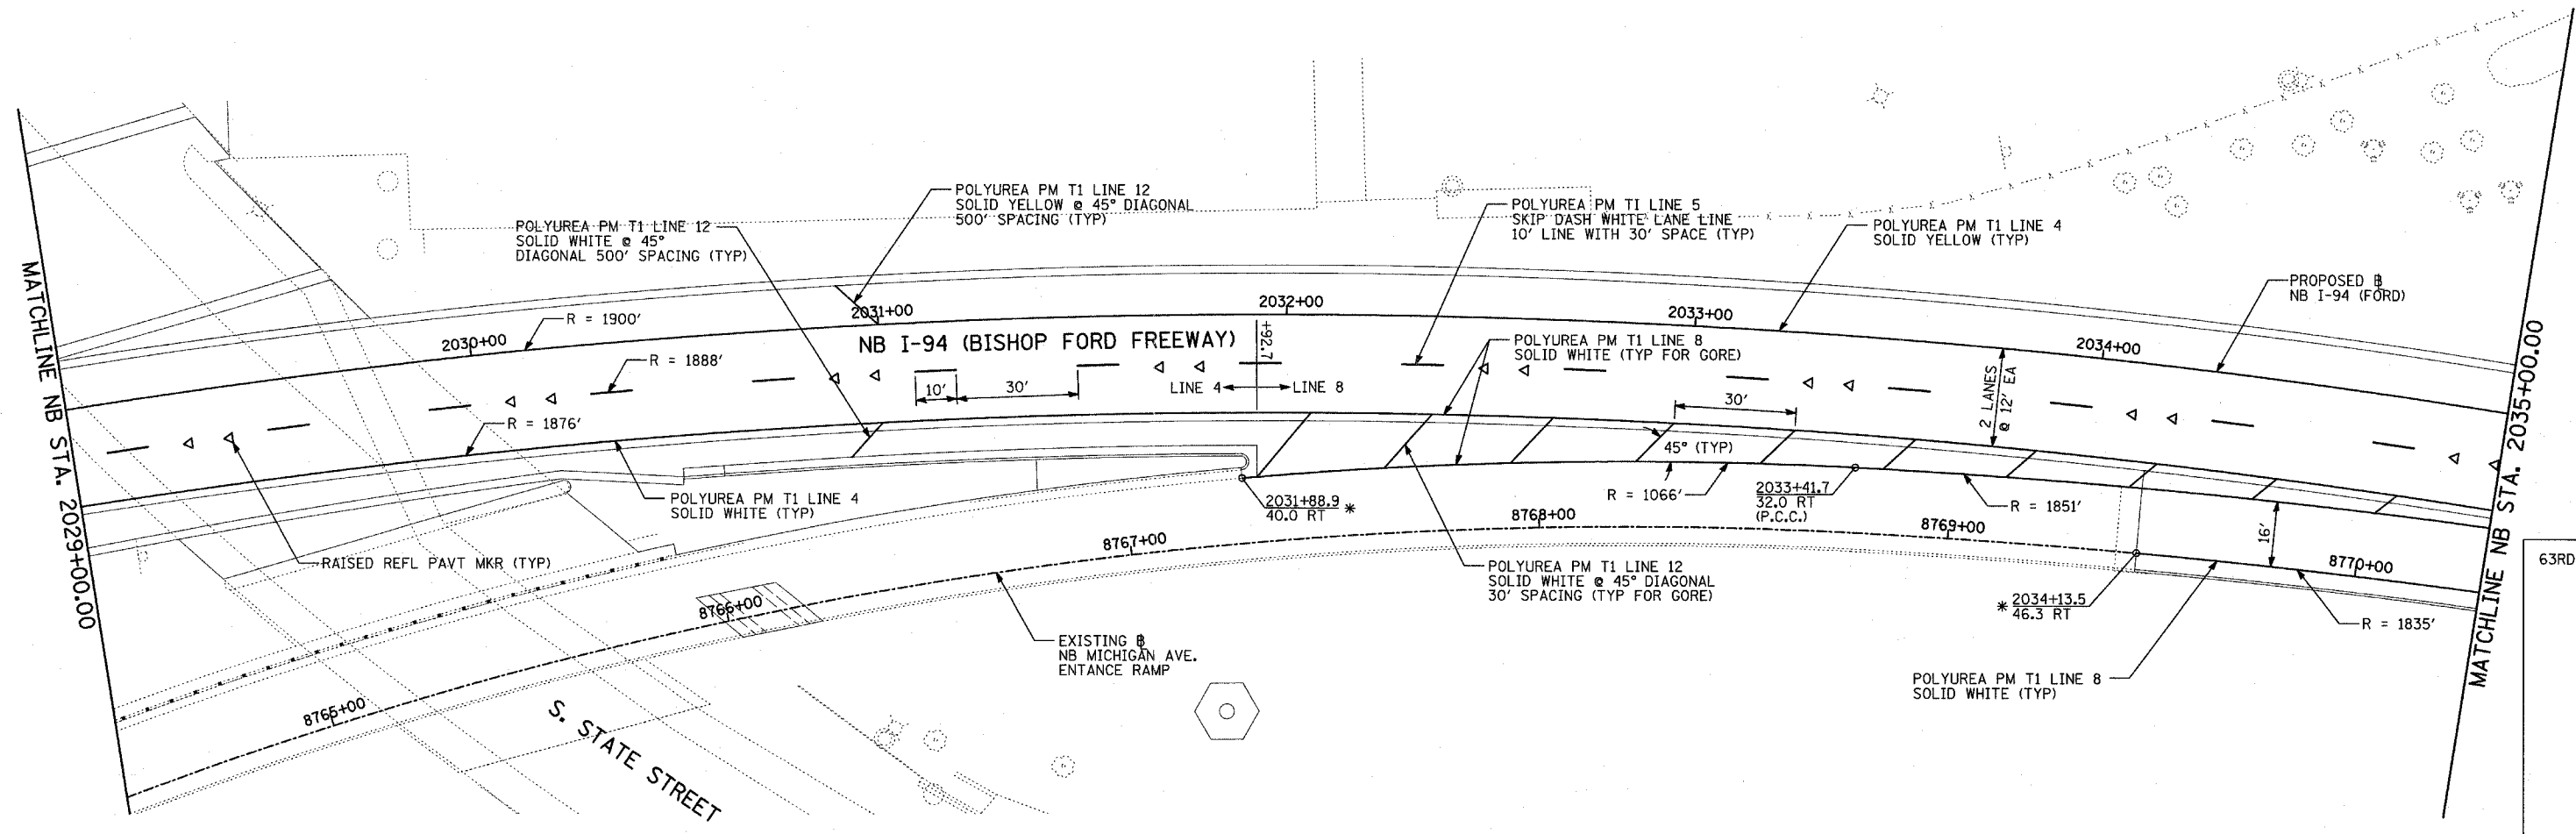 POLYUREA PM T1 LINE 12
SOLID YELLOW @ 45° DIAGONAL
500' SPACING (TYP)
POLYUREA PM T1 LINE 12
SOLID WHITE @ 45°
DIAGONAL 500' SPACING (TYP)
POLYUREA PM TI LINE 5
SKIP DASH WHITE LANE LINE
10' LINE WITH 30' SPACE (TYP)
POLYUREA PM T1 LINE 4
SOLID YELLOW (TYP)
PROPOSED B
NB I-94 (FORD)
MATCHLINE NB STA. 2029+00.00
2030+00
R = 1900'
2031+00
2032+00
2033+00
2034+00
NB I-94 (BISHOP FORD FREEWAY)
+92.7
R = 1888'
R = 1876'
10'
30'
LINE 4
LINE 8
POLYUREA PM T1 LINE 8
SOLID WHITE (TYP FOR GORE)
30'
2 LANES
@ 12' EA
45° (TYP)
MATCHLINE NB STA. 2035+00.00
POLYUREA PM T1 LINE 4
SOLID WHITE (TYP)
RAISED REFL PAVT MKR (TYP)
2031+88.9 *
40.0 RT
R = 1066'
2033+41.7
32.0 RT
(P.C.C.)
R = 1851'
8765+00
8766+00
8767+00
8768+00
8769+00
8770+00
16'
POLYUREA PM T1 LINE 12
SOLID WHITE @ 45° DIAGONAL
30' SPACING (TYP FOR GORE)
* 2034+13.5
46.3 RT
R = 1835'
EXISTING B
NB MICHIGAN AVE.
ENTANCE RAMP
POLYUREA PM T1 LINE 8
SOLID WHITE (TYP)
S. STATE STREET
63RD